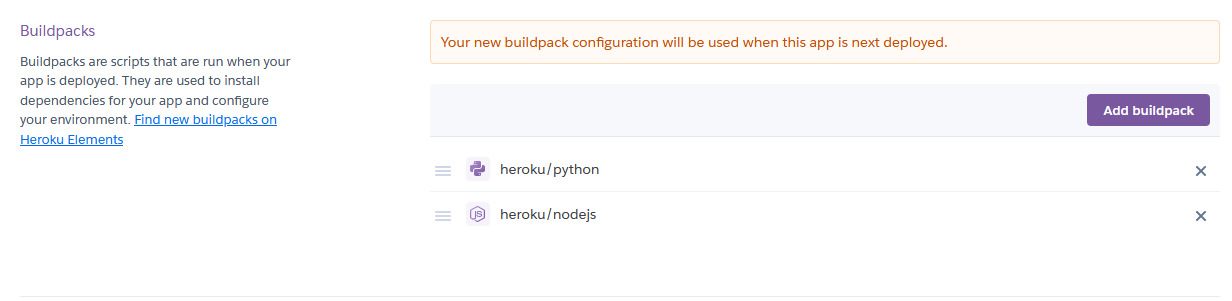 Buildpacks
Buildpacks are scripts that are run when your
app is deployed. They are used to install
dependencies for your app and configure
your environment. Find new buildpacks on
Heroku Elements
Your new buildpack configuration will be used when this app is next deployed.
Add buildpack
heroku/python
JS heroku/nodejs